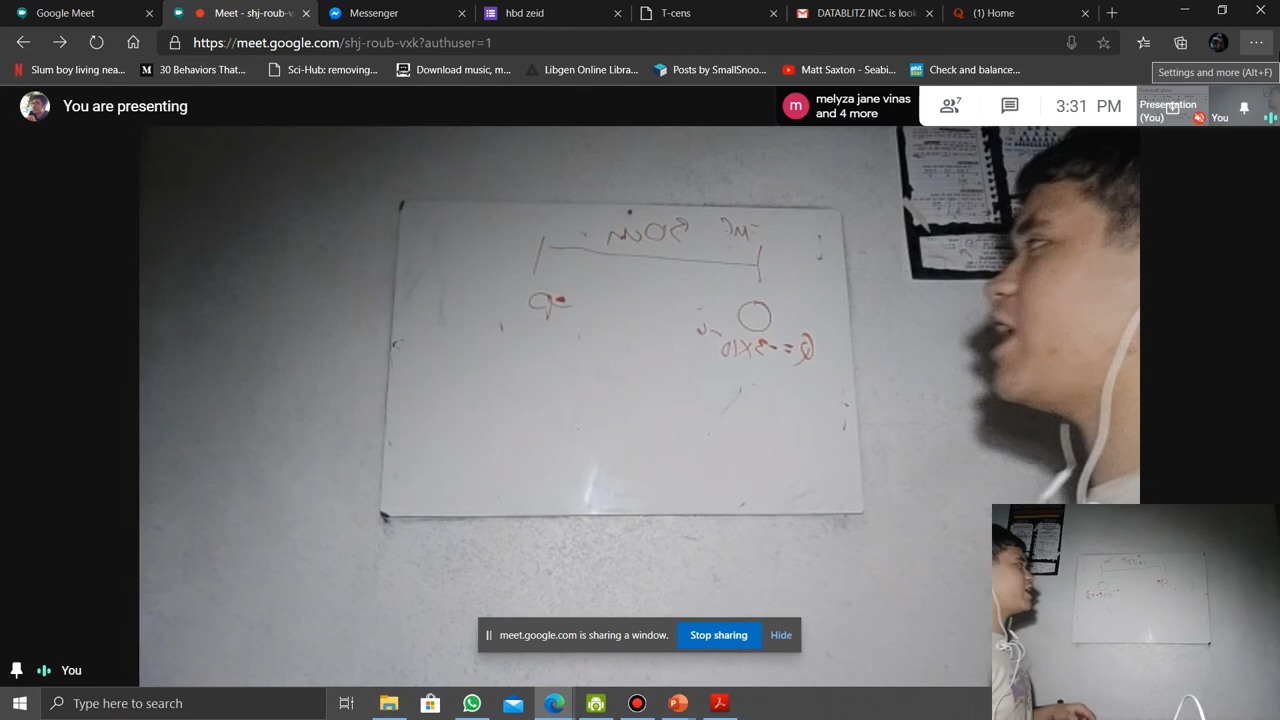 Google Meet
Meet - shj-roub-v
Messenger
hbd zeid
T-cens
DATABLITZ INC. is look
(1) Home
https://meet.google.com/shj-roub-vxk?authuser=1
Slum boy living nea...
30 Behaviors That...
Sci-Hub: removing...
Download music, m...
Libgen Online Libra...
Posts by SmallSnoo...
Matt Saxton - Seabi...
Check and balance...
Settings and more (Alt+F)
You are presenting
m
melyza jane vinas
and 4 more
7
3:31 PM
Presentation
(You)
You
50cm
P
Q = -3x10
meet.google.com is sharing a window.
Stop sharing
Hide
You
Type here to search